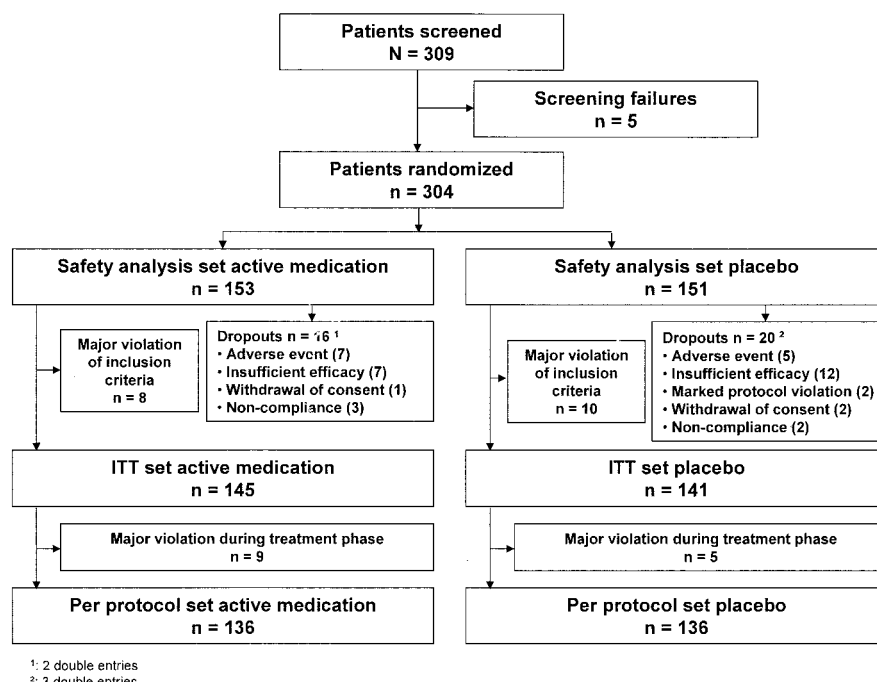 Patients screened
N = 309
Screening failures
n = 5
Patients randomized
n = 304
Safety analysis set active medication
n = 153
Safety analysis set placebo
n = 151
Major violation
of inclusion
criteria
n = 8
Dropouts n = 16 ¹
• Adverse event (7)
• Insufficient efficacy (7)
• Withdrawal of consent (1)
• Non-compliance (3)
Major violation
of inclusion
criteria
n = 10
Dropouts n = 20 ²
• Adverse event (5)
• Insufficient efficacy (12)
• Marked protocol violation (2)
• Withdrawal of consent (2)
• Non-compliance (2)
ITT set active medication
n = 145
ITT set placebo
n = 141
Major violation during treatment phase
n = 9
Major violation during treatment phase
n = 5
Per protocol set active medication
n = 136
Per protocol set placebo
n = 136
¹: 2 double entries
²: 3 double entries